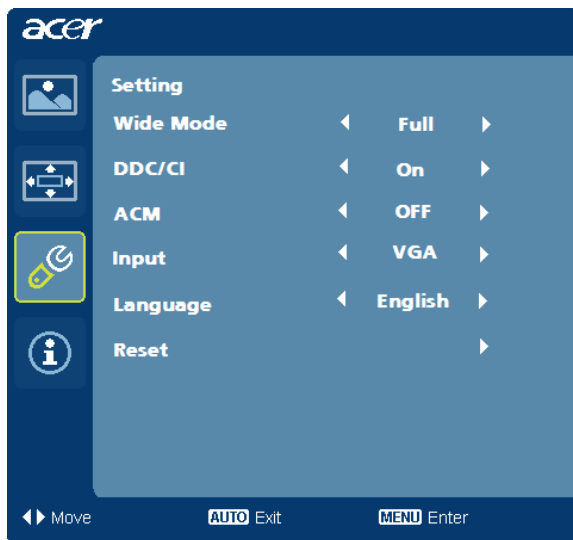 acer
Setting
Wide Mode Full
DDC/CI On
ACM OFF
Input VGA
Language English
Reset
Move AUTO Exit MENU Enter